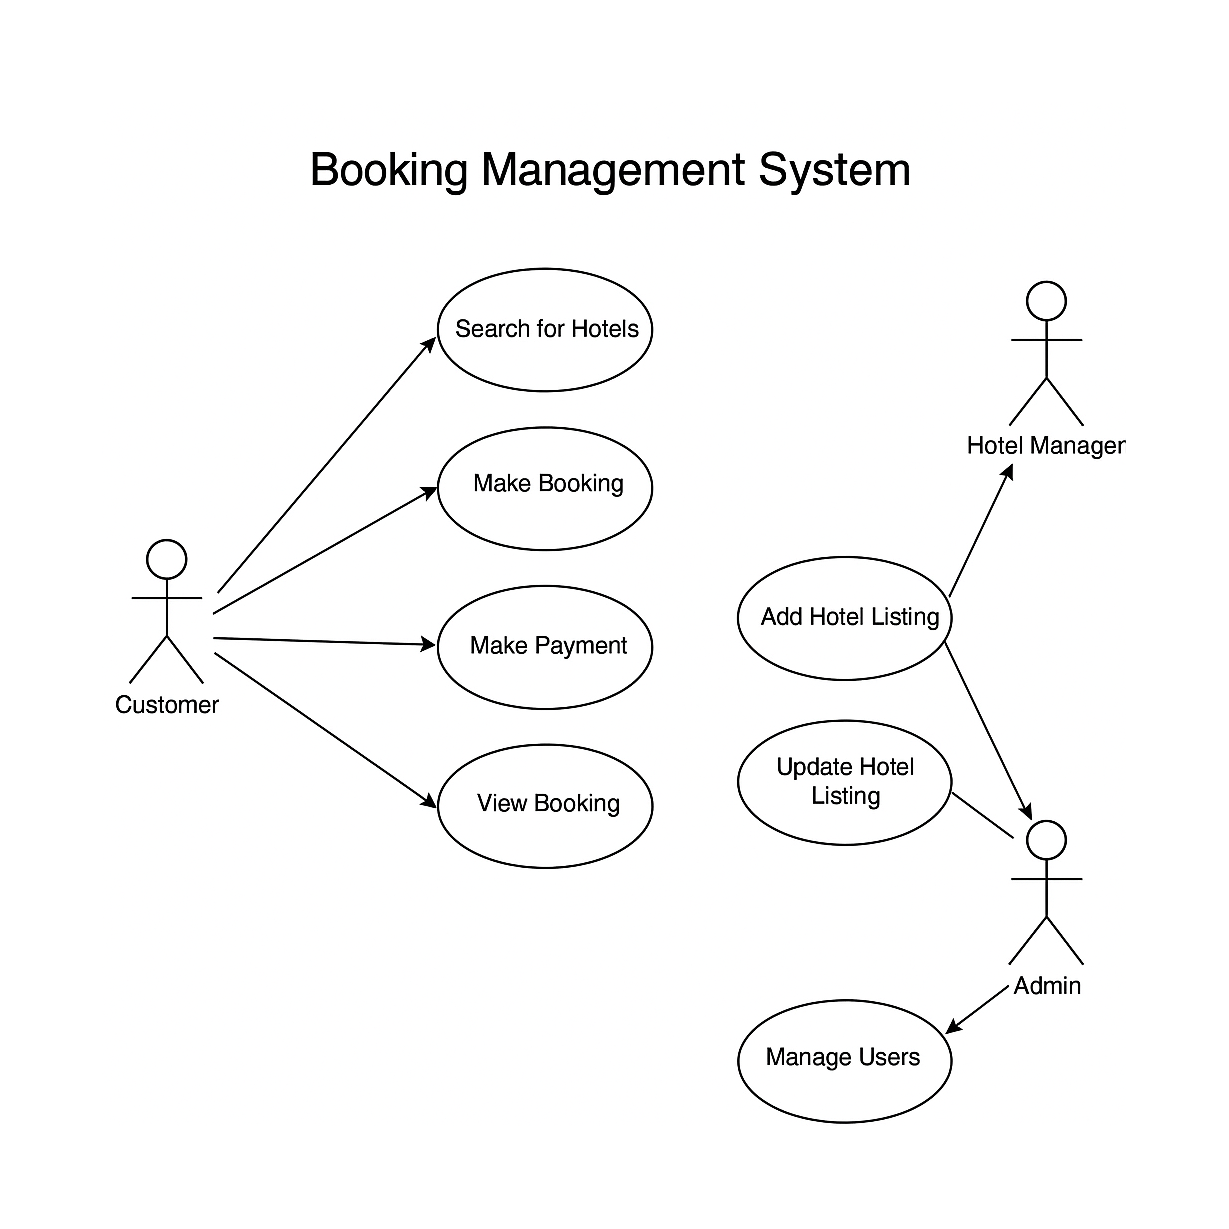 Booking Management System
Search for Hotels
Make Booking
Make Payment
View Booking
Customer
Hotel Manager
Add Hotel Listing
Update Hotel
Listing
Admin
Manage Users